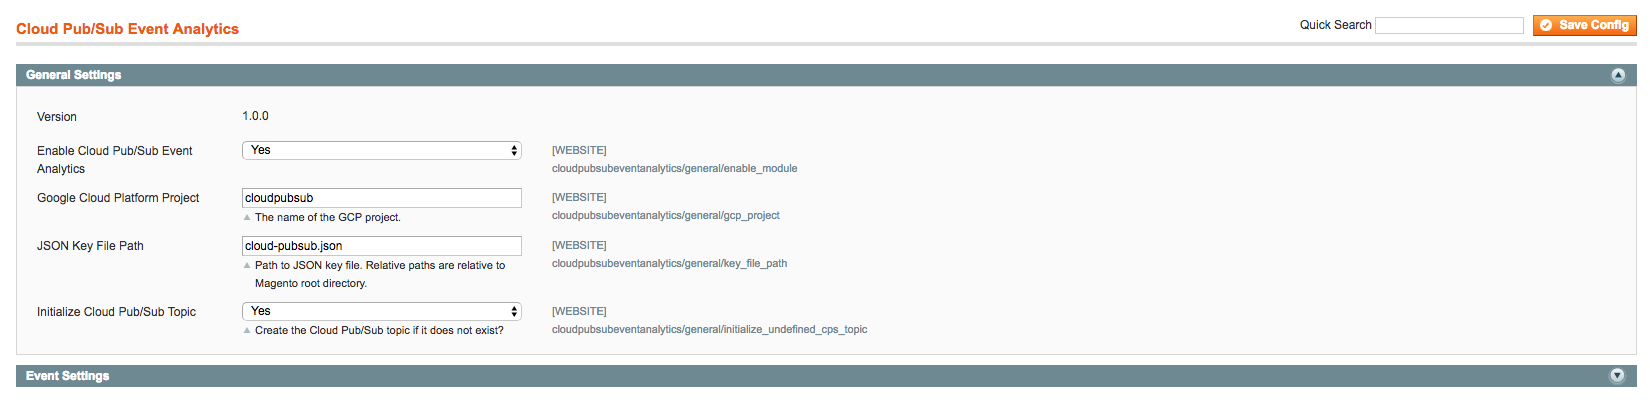 Cloud Pub/Sub Event Analytics
Quick Search
Save Config
General Settings
Version
1.0.0
Enable Cloud Pub/Sub Event
Analytics
Yes
[WEBSITE]
cloudpubsubeventanalytics/general/enable_module
Google Cloud Platform Project
cloudpubsub
The name of the GCP project.
[WEBSITE]
cloudpubsubeventanalytics/general/gcp_project
JSON Key File Path
cloud-pubsub.json
Path to JSON key file. Relative paths are relative to
Magento root directory.
[WEBSITE]
cloudpubsubeventanalytics/general/key_file_path
Initialize Cloud Pub/Sub Topic
Yes
Create the Cloud Pub/Sub topic if it does not exist?
[WEBSITE]
cloudpubsubeventanalytics/general/initialize_undefined_cps_topic
Event Settings